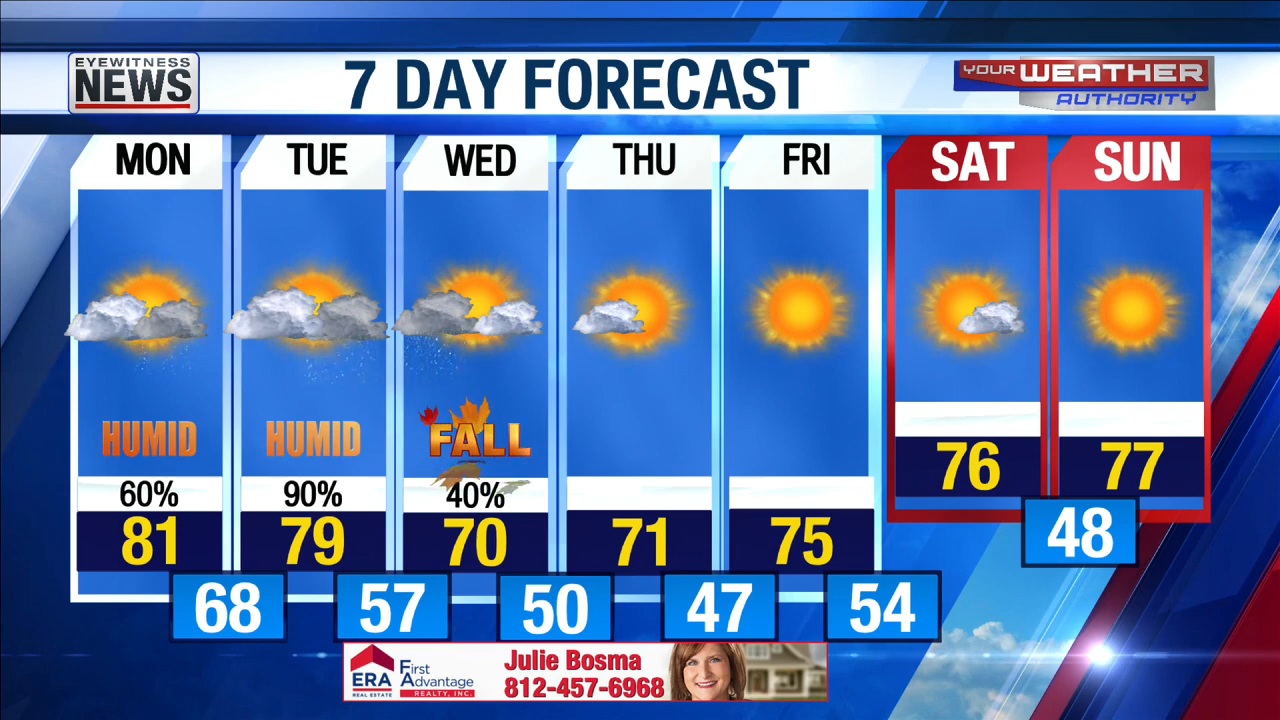 EYEWITNESS
NEWS
7 DAY FORECAST
YOUR WEATHER
AUTHORITY
MON
TUE
WED
THU
FRI
SAT
SUN
HUMID
HUMID
FALL
60%
90%
40%
81
79
70
71
75
76
77
68
57
50
47
54
48
ERA
REAL ESTATE
First
Advantage
REALTY, INC.
Julie Bosma
812-457-6968